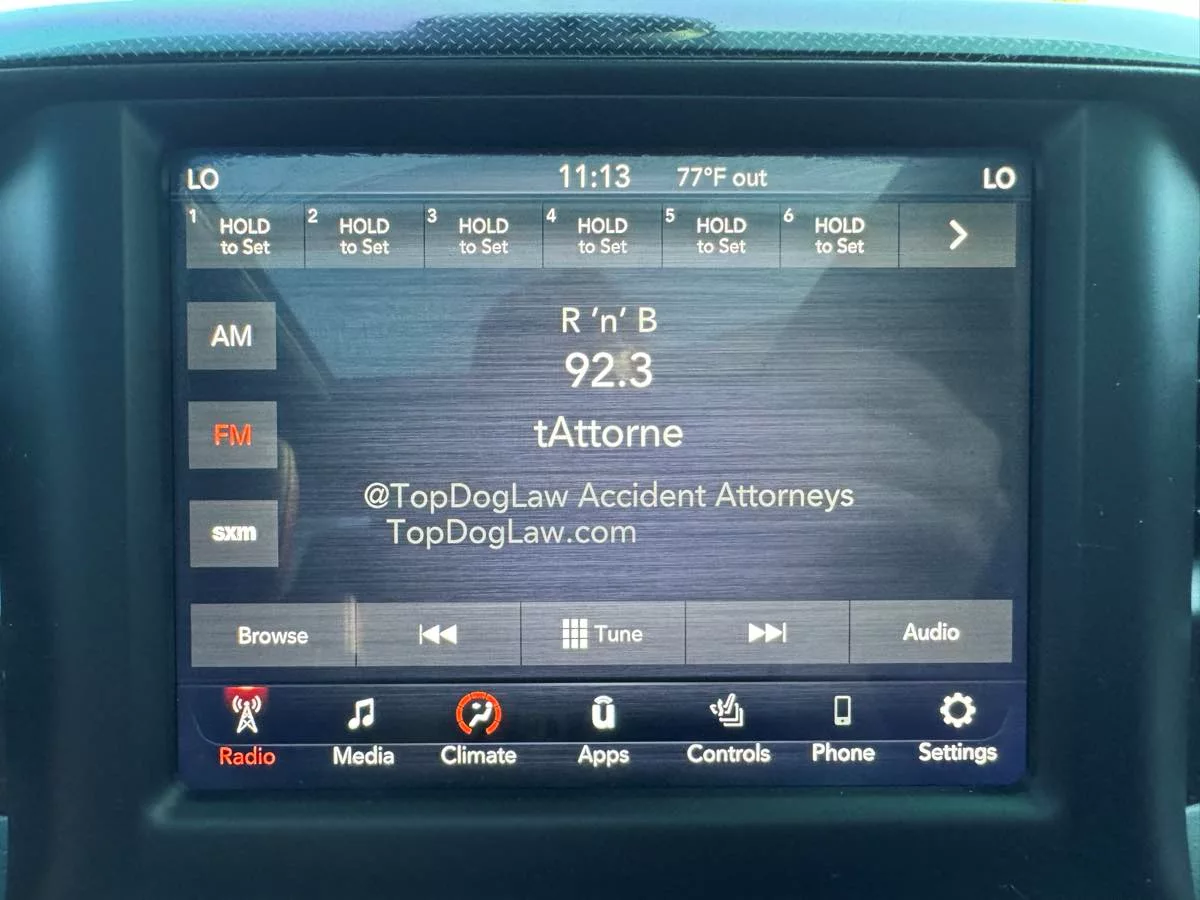 LO 11:13 77°F out LO
1 HOLD to Set
2 HOLD to Set
3 HOLD to Set
4 HOLD to Set
5 HOLD to Set
6 HOLD to Set
R ’n’ B
AM
92.3
tAttorne
FM
@TopDogLaw Accident Attorneys
TopDogLaw.com
sxm
Browse Tune Audio
Radio Media Climate Apps Controls Phone Settings